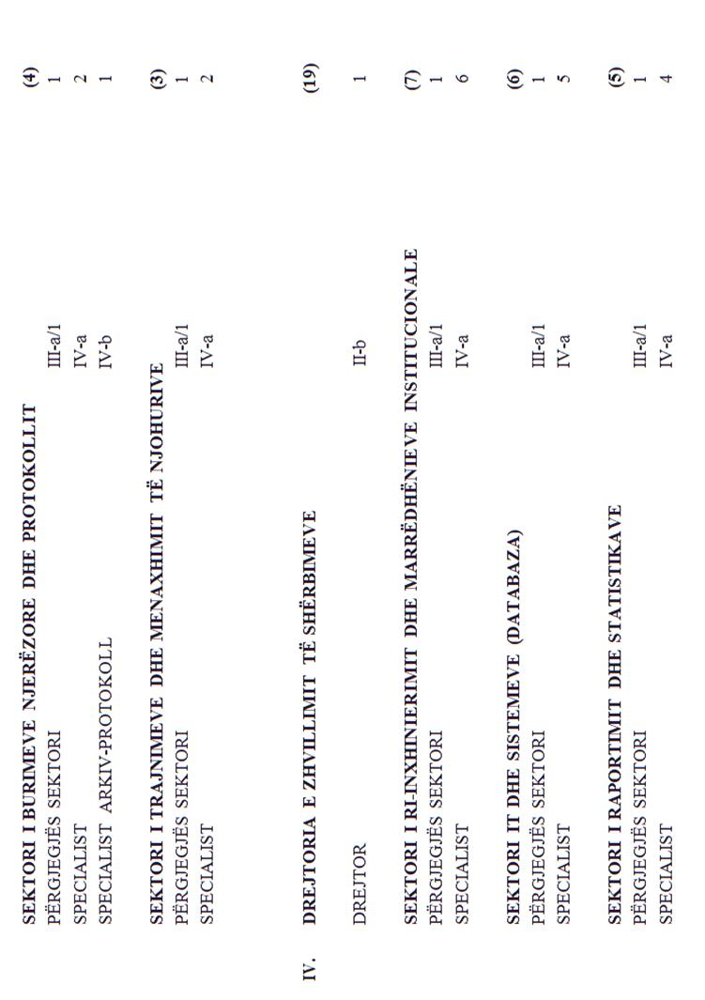 SEKTORI I BURIMEVE NJERËZORE DHE PROTOKOLLIT (4)
PËRGJEGJËS SEKTORI III-a/1 1
SPECIALIST IV-a 2
SPECIALIST ARKIV-PROTOKOLL IV-b 1
SEKTORI I TRAJNIMEVE DHE MENAXHIMIT TË NJOHURIVE (3)
PËRGJEGJËS SEKTORI III-a/1 1
SPECIALIST IV-a 2
IV. DREJTORIA E ZHVILLIMIT TË SHËRBIMEVE (19)
DREJTOR II-b 1
SEKTORI I RI-INXHINIERIMIT DHE MARRËDHËNIEVE INSTITUCIONALE (7)
PËRGJEGJËS SEKTORI III-a/1 1
SPECIALIST IV-a 6
SEKTORI IT DHE SISTEMEVE (DATABAZA) (6)
PËRGJEGJËS SEKTORI III-a/1 1
SPECIALIST IV-a 5
SEKTORI I RAPORTIMIT DHE STATISTIKAVE (5)
PËRGJEGJËS SEKTORI III-a/1 1
SPECIALIST IV-a 4